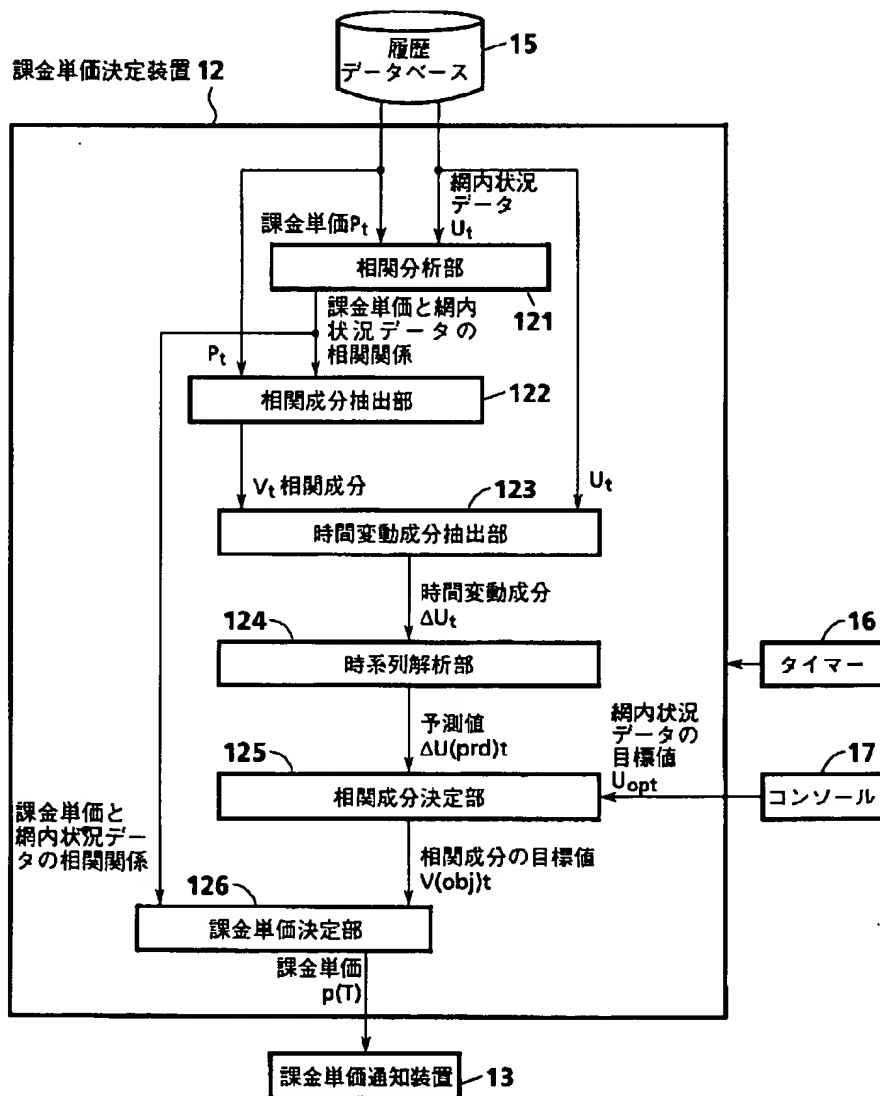 履歴
データベース
15
課金単価決定装置 12
網内状況
データ
Ut
課金単価Pt
相関分析部
121
課金単価と網内
状況データの
相関関係
Pt
相関成分抽出部
122
Vt 相関成分
123
Ut
時間変動成分抽出部
時間変動成分
ΔUt
124
時系列解析部
16
タイマー
予測値
ΔU(prd)t
網内状況
データの
目標値
Uopt
125
相関成分決定部
17
コンソール
課金単価と
網内状況デー
タの相関関係
相関成分の目標値
V(obj)t
126
課金単価決定部
課金単価
p(T)
課金単価通知装置
13